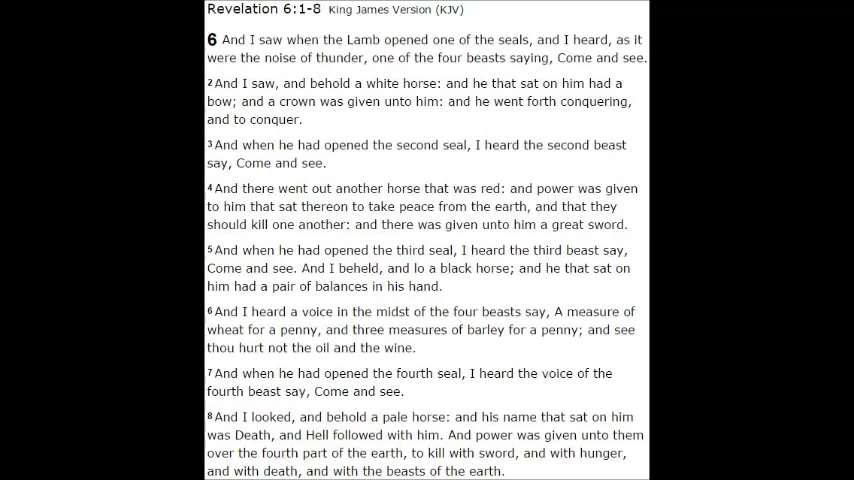 Revelation 6:1-8 King James Version (KJV)
6 And I saw when the Lamb opened one of the seals, and I heard, as it
were the noise of thunder, one of the four beasts saying, Come and see.
2 And I saw, and behold a white horse: and he that sat on him had a
bow; and a crown was given unto him: and he went forth conquering,
and to conquer.
3 And when he had opened the second seal, I heard the second beast
say, Come and see.
4 And there went out another horse that was red: and power was given
to him that sat thereon to take peace from the earth, and that they
should kill one another: and there was given unto him a great sword.
5 And when he had opened the third seal, I heard the third beast say,
Come and see. And I beheld, and lo a black horse; and he that sat on
him had a pair of balances in his hand.
6 And I heard a voice in the midst of the four beasts say, A measure of
wheat for a penny, and three measures of barley for a penny; and see
thou hurt not the oil and the wine.
7 And when he had opened the fourth seal, I heard the voice of the
fourth beast say, Come and see.
8 And I looked, and behold a pale horse: and his name that sat on him
was Death, and Hell followed with him. And power was given unto them
over the fourth part of the earth, to kill with sword, and with hunger,
and with death, and with the beasts of the earth.